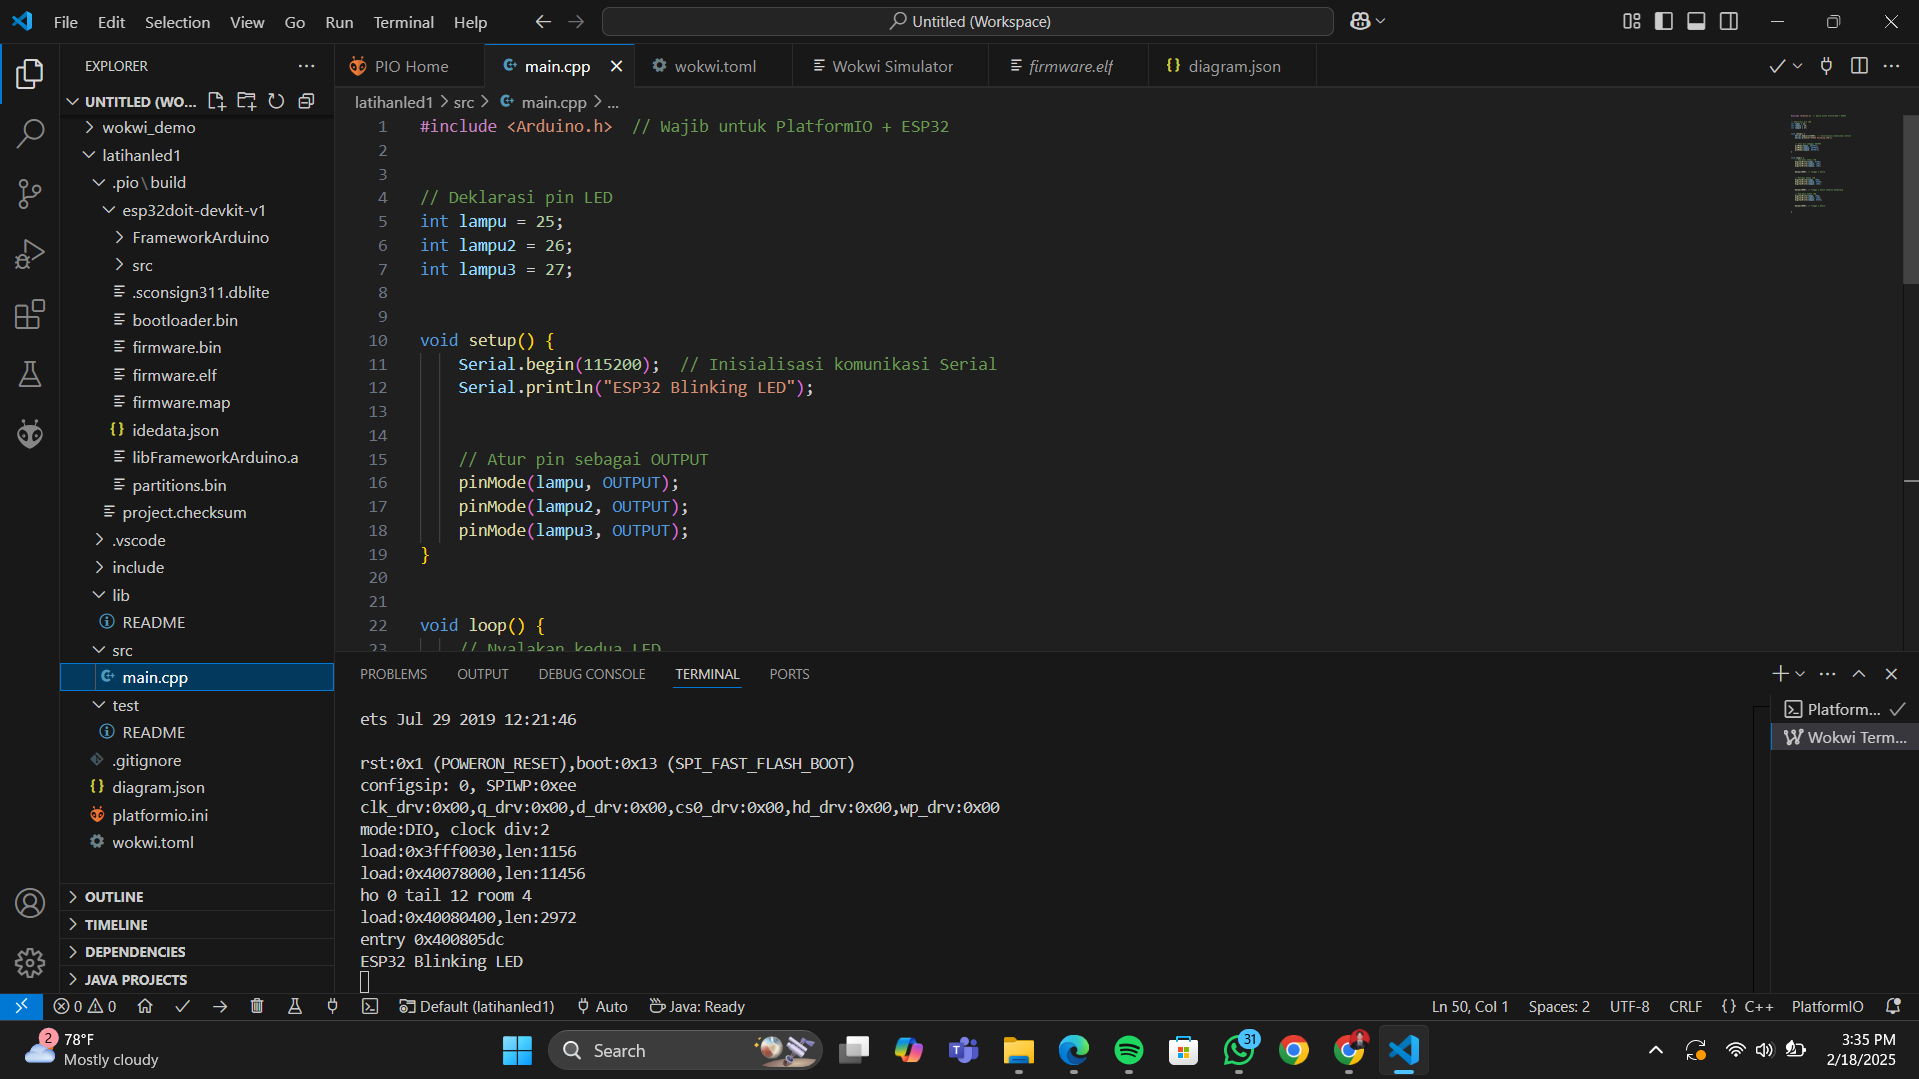 File Edit Selection View Go Run Terminal Help
Untitled (Workspace)
EXPLORER
UNTITLED (WO...
wokwi_demo
latihanled1
.pio\build
esp32doit-devkit-v1
FrameworkArduino
src
.sconsign311.dblite
bootloader.bin
firmware.bin
firmware.elf
firmware.map
idedata.json
libFrameworkArduino.a
partitions.bin
project.checksum
.vscode
include
lib
README
src
main.cpp
test
README
.gitignore
diagram.json
platformio.ini
wokwi.toml
OUTLINE
TIMELINE
DEPENDENCIES
JAVA PROJECTS
PIO Home main.cpp wokwi.toml Wokwi Simulator firmware.elf diagram.json
latihanled1 > src > main.cpp > ...
1 #include <Arduino.h>  // Wajib untuk PlatformIO + ESP32
2
3
4 // Deklarasi pin LED
5 int lampu = 25;
6 int lampu2 = 26;
7 int lampu3 = 27;
8
9
10 void setup() {
11 Serial.begin(115200);  // Inisialisasi komunikasi Serial
12 Serial.println("ESP32 Blinking LED");
13
14
15 // Atur pin sebagai OUTPUT
16 pinMode(lampu, OUTPUT);
17 pinMode(lampu2, OUTPUT);
18 pinMode(lampu3, OUTPUT);
19 }
20
21
22 void loop() {
23 // Nyalakan kedua LED
PROBLEMS OUTPUT DEBUG CONSOLE TERMINAL PORTS
ets Jul 29 2019 12:21:46
rst:0x1 (POWERON_RESET),boot:0x13 (SPI_FAST_FLASH_BOOT)
configsip: 0, SPIWP:0xee
clk_drv:0x00,q_drv:0x00,d_drv:0x00,cs0_drv:0x00,hd_drv:0x00,wp_drv:0x00
mode:DIO, clock div:2
load:0x3fff0030,len:1156
load:0x40078000,len:11456
ho 0 tail 12 room 4
load:0x40080400,len:2972
entry 0x400805dc
ESP32 Blinking LED
Platform...
Wokwi Term...
0 0 Default (latihanled1) Auto Java: Ready Ln 50, Col 1 Spaces: 2 UTF-8 CRLF {} C++ PlatformIO
2 78°F
Mostly cloudy
Search
31
3:35 PM
2/18/2025